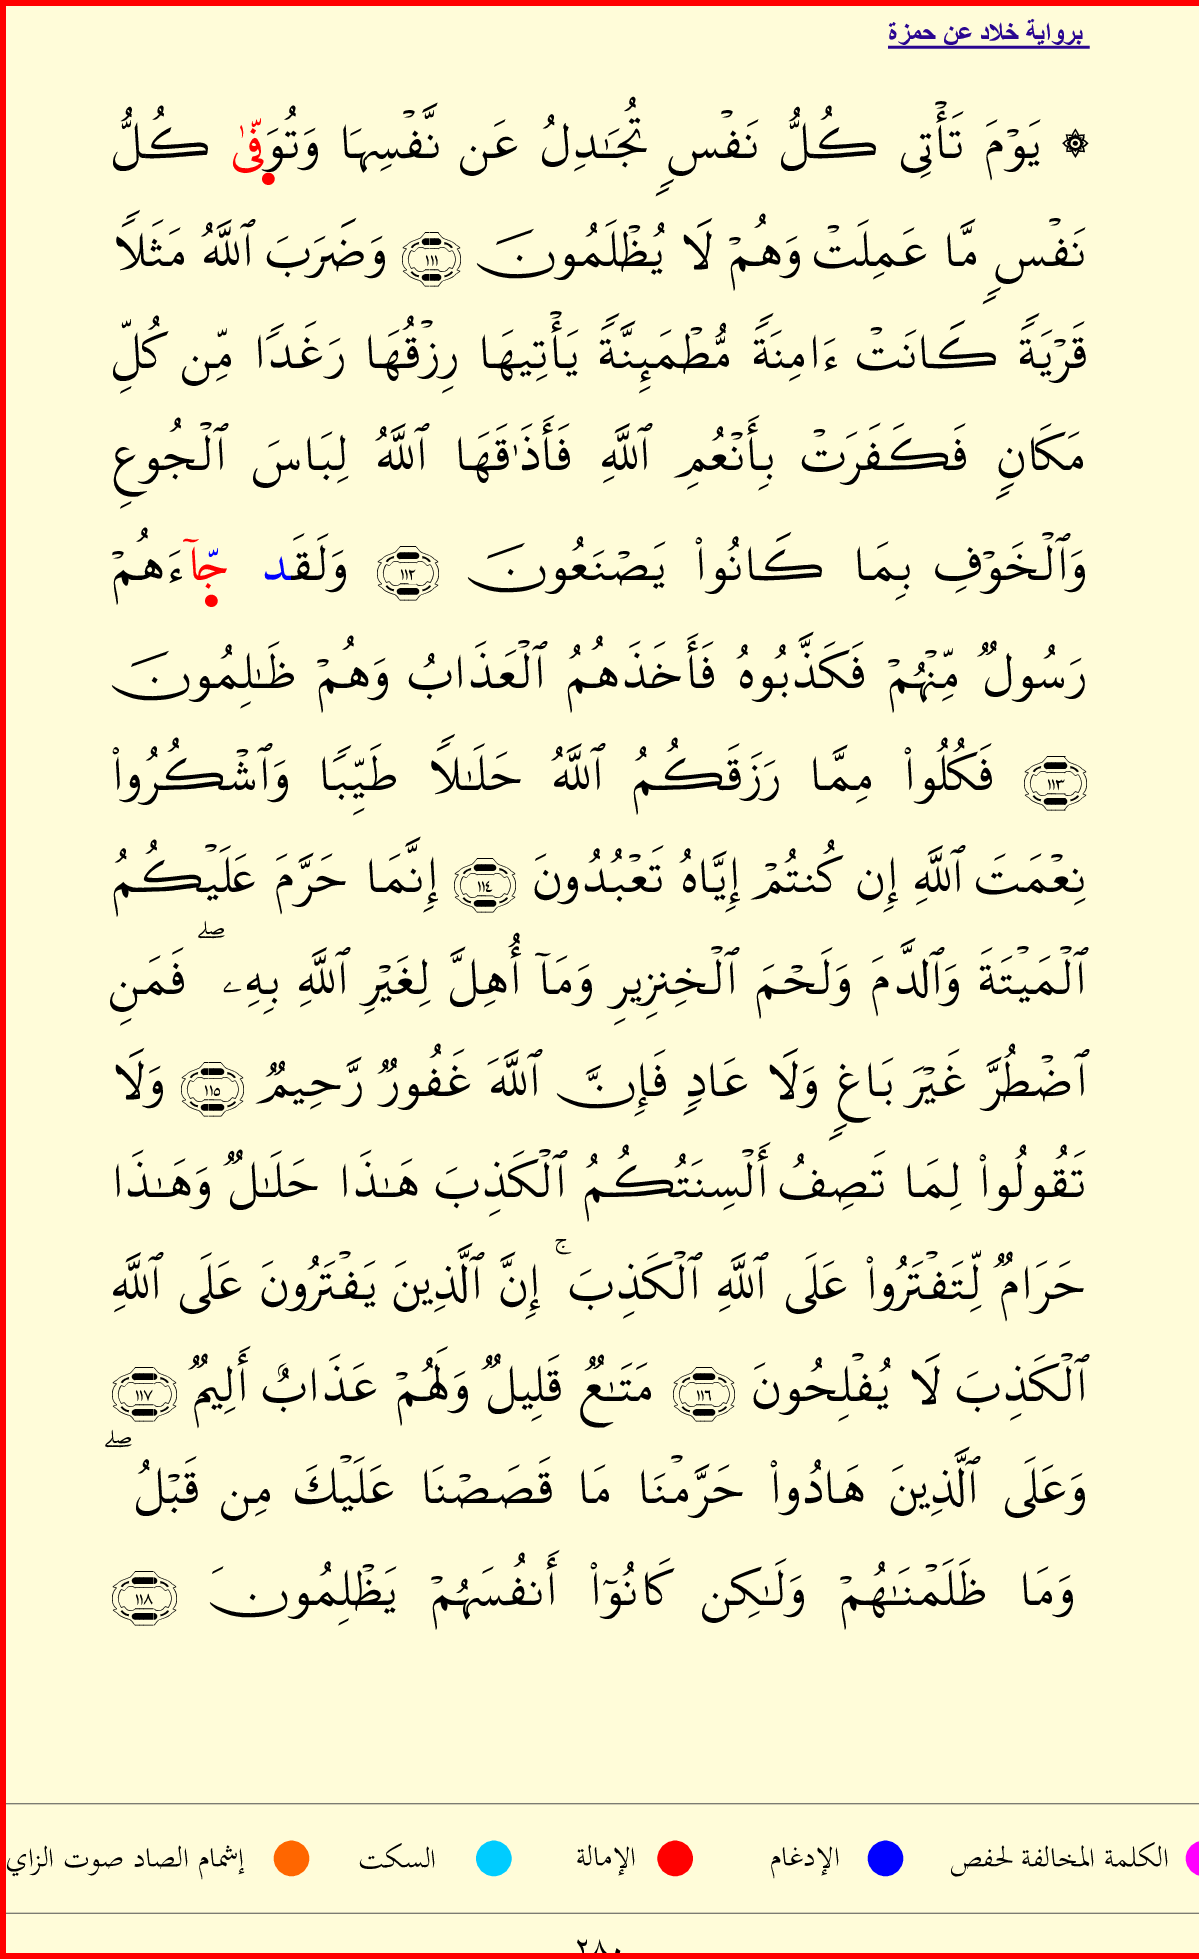 برواية خلاد عن حمزة
۞ يَوْمَ تَأْتِى كُلُّ نَفْسٍ تُجَٰدِلُ عَن نَّفْسِهَا وَتُوَفّىٰ كُلُّ
نَفْسٍ مَّا عَمِلَتْ وَهُمْ لَا يُظْلَمُونَ ١١١ وَضَرَبَ ٱللَّهُ مَثَلًا
قَرْيَةً كَانَتْ ءَامِنَةً مُّطْمَئِنَّةً يَأْتِيهَا رِزْقُهَا رَغَدًا مِّن كُلِّ
مَكَانٍ فَكَفَرَتْ بِأَنْعُمِ ٱللَّهِ فَأَذَٰقَهَا ٱللَّهُ لِبَاسَ ٱلْجُوعِ
وَٱلْخَوْفِ بِمَا كَانُوا۟ يَصْنَعُونَ ١١٢ وَلَقَد جّآءَهُمْ
رَسُولٌ مِّنْهُمْ فَكَذَّبُوهُ فَأَخَذَهُمُ ٱلْعَذَابُ وَهُمْ ظَٰلِمُونَ
١١٣ فَكُلُوا۟ مِمَّا رَزَقَكُمُ ٱللَّهُ حَلَٰلًا طَيِّبًا وَٱشْكُرُوا۟
نِعْمَتَ ٱللَّهِ إِن كُنتُمْ إِيَّاهُ تَعْبُدُونَ ١١٤ إِنَّمَا حَرَّمَ عَلَيْكُمُ
ٱلْمَيْتَةَ وَٱلدَّمَ وَلَحْمَ ٱلْخِنزِيرِ وَمَآ أُهِلَّ لِغَيْرِ ٱللَّهِ بِهِۦ ۖ فَمَنِ
ٱضْطُرَّ غَيْرَ بَاغٍ وَلَا عَادٍ فَإِنَّ ٱللَّهَ غَفُورٌ رَّحِيمٌ ١١٥ وَلَا
تَقُولُوا۟ لِمَا تَصِفُ أَلْسِنَتُكُمُ ٱلْكَذِبَ هَٰذَا حَلَٰلٌ وَهَٰذَا
حَرَامٌ لِّتَفْتَرُوا۟ عَلَى ٱللَّهِ ٱلْكَذِبَ ۚ إِنَّ ٱلَّذِينَ يَفْتَرُونَ عَلَى ٱللَّهِ
ٱلْكَذِبَ لَا يُفْلِحُونَ ١١٦ مَتَٰعٌ قَلِيلٌ وَلَهُمْ عَذَابٌ أَلِيمٌ ١١٧
وَعَلَى ٱلَّذِينَ هَادُوا۟ حَرَّمْنَا مَا قَصَصْنَا عَلَيْكَ مِن قَبْلُ ۖ
وَمَا ظَلَمْنَٰهُمْ وَلَٰكِن كَانُوٓا۟ أَنفُسَهُمْ يَظْلِمُونَ ١١٨
الكلمة المخالفة لحفص الإدغام الإمالة السكت إشمام الصاد صوت الزاي
٢٨٠